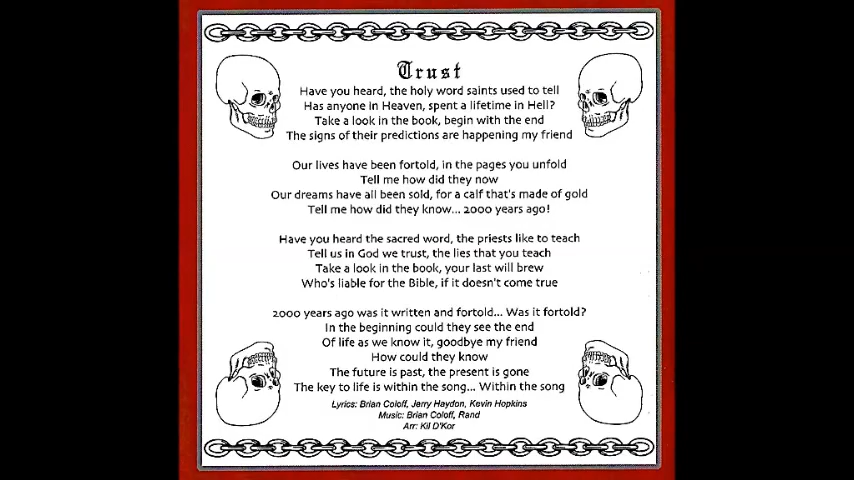 Trust
Have you heard, the holy word saints used to tell
Has anyone in Heaven, spent a lifetime in Hell?
Take a look in the book, begin with the end
The signs of their predictions are happening my friend
Our lives have been fortold, in the pages you unfold
Tell me how did they now
Our dreams have all been sold, for a calf that's made of gold
Tell me how did they know... 2000 years ago!
Have you heard the sacred word, the priests like to teach
Tell us in God we trust, the lies that you teach
Take a look in the book, your last will brew
Who's liable for the Bible, if it doesn't come true
2000 years ago was it written and fortold... Was it fortold?
In the beginning could they see the end
Of life as we know it, goodbye my friend
How could they know
The future is past, the present is gone
The key to life is within the song... Within the song
Lyrics: Brian Coloff, Jerry Haydon, Kevin Hopkins
Music: Brian Coloff, Rand
Arr: Kil D'Kor